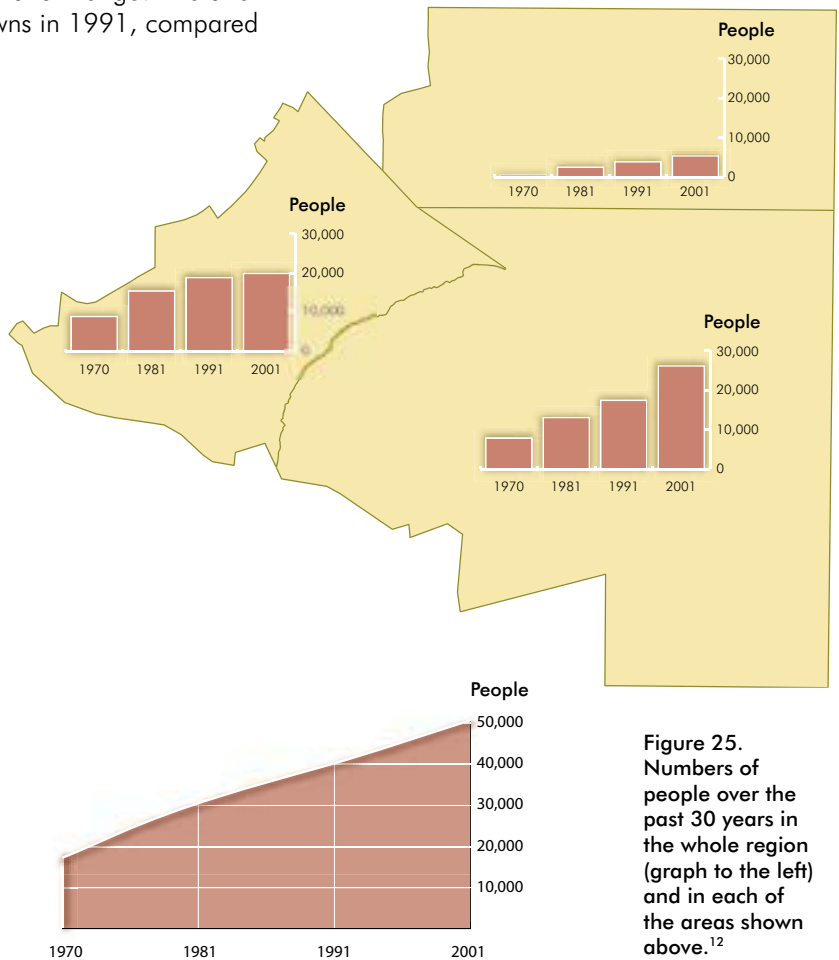 wns in 1991, compared
People
30,000
20,000
10,000
0
1970 1981 1991 2001
People
30,000
20,000
10,000
0
1970 1981 1991 2001
People
30,000
20,000
10,000
0
1970 1981 1991 2001
People
50,000
40,000
30,000
20,000
10,000
1970 1981 1991 2001
Figure 25.
Numbers of
people over the
past 30 years in
the whole region
(graph to the left)
and in each of
the areas shown
above.12